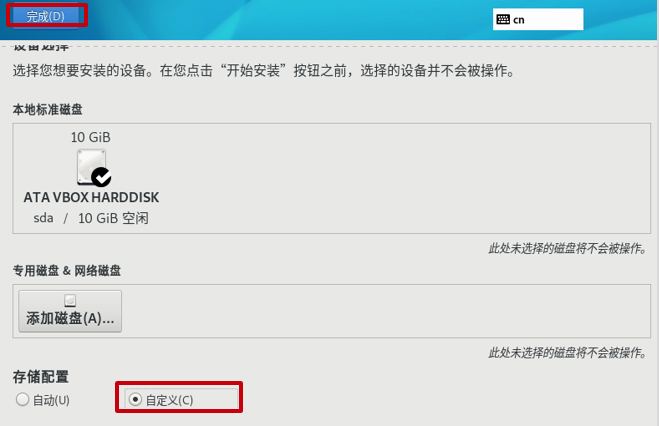 完成(D)
cn
设备选择
选择您想要安装的设备。在您点击“开始安装”按钮之前，选择的设备并不会被操作。
本地标准磁盘
10 GiB
ATA VBOX HARDDISK
sda / 10 GiB 空闲
此处未选择的磁盘将不会被操作。
专用磁盘 & 网络磁盘
添加磁盘(A)...
此处未选择的磁盘将不会被操作。
存储配置
自动(U)
自定义(C)